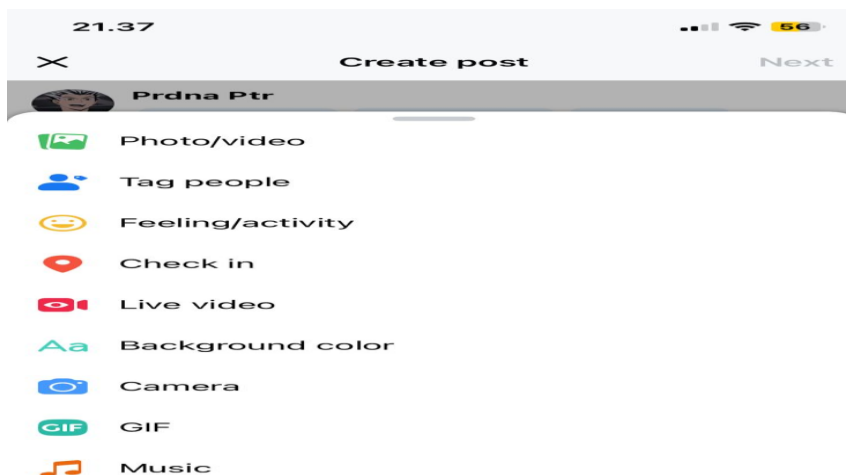 21.37
56
Create post
Next
Prdna Ptr
Photo/video
Tag people
Feeling/activity
Check in
Live video
Aa
Background color
Camera
GIF
GIF
Music